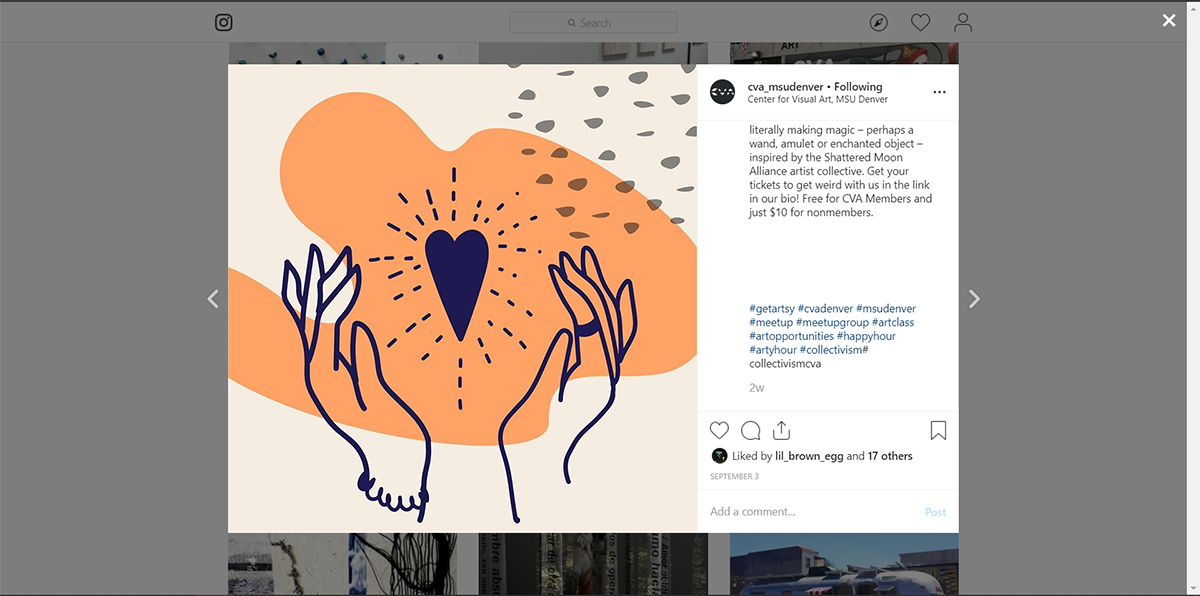 Search
ART
CVA
CVA
cva_msudenver • Following
Center for Visual Art, MSU Denver
literally making magic – perhaps a
wand, amulet or enchanted object –
inspired by the Shattered Moon
Alliance artist collective. Get your
tickets to get weird with us in the link
in our bio! Free for CVA Members and
just $10 for nonmembers.
#getartsy #cvadenver #msudenver
#meetup #meetupgroup #artclass
#artopportunities #happyhour
#artyhour #collectivism#
collectivismcva
2w
Liked by lil_brown_egg and 17 others
SEPTEMBER 3
Add a comment...
Post